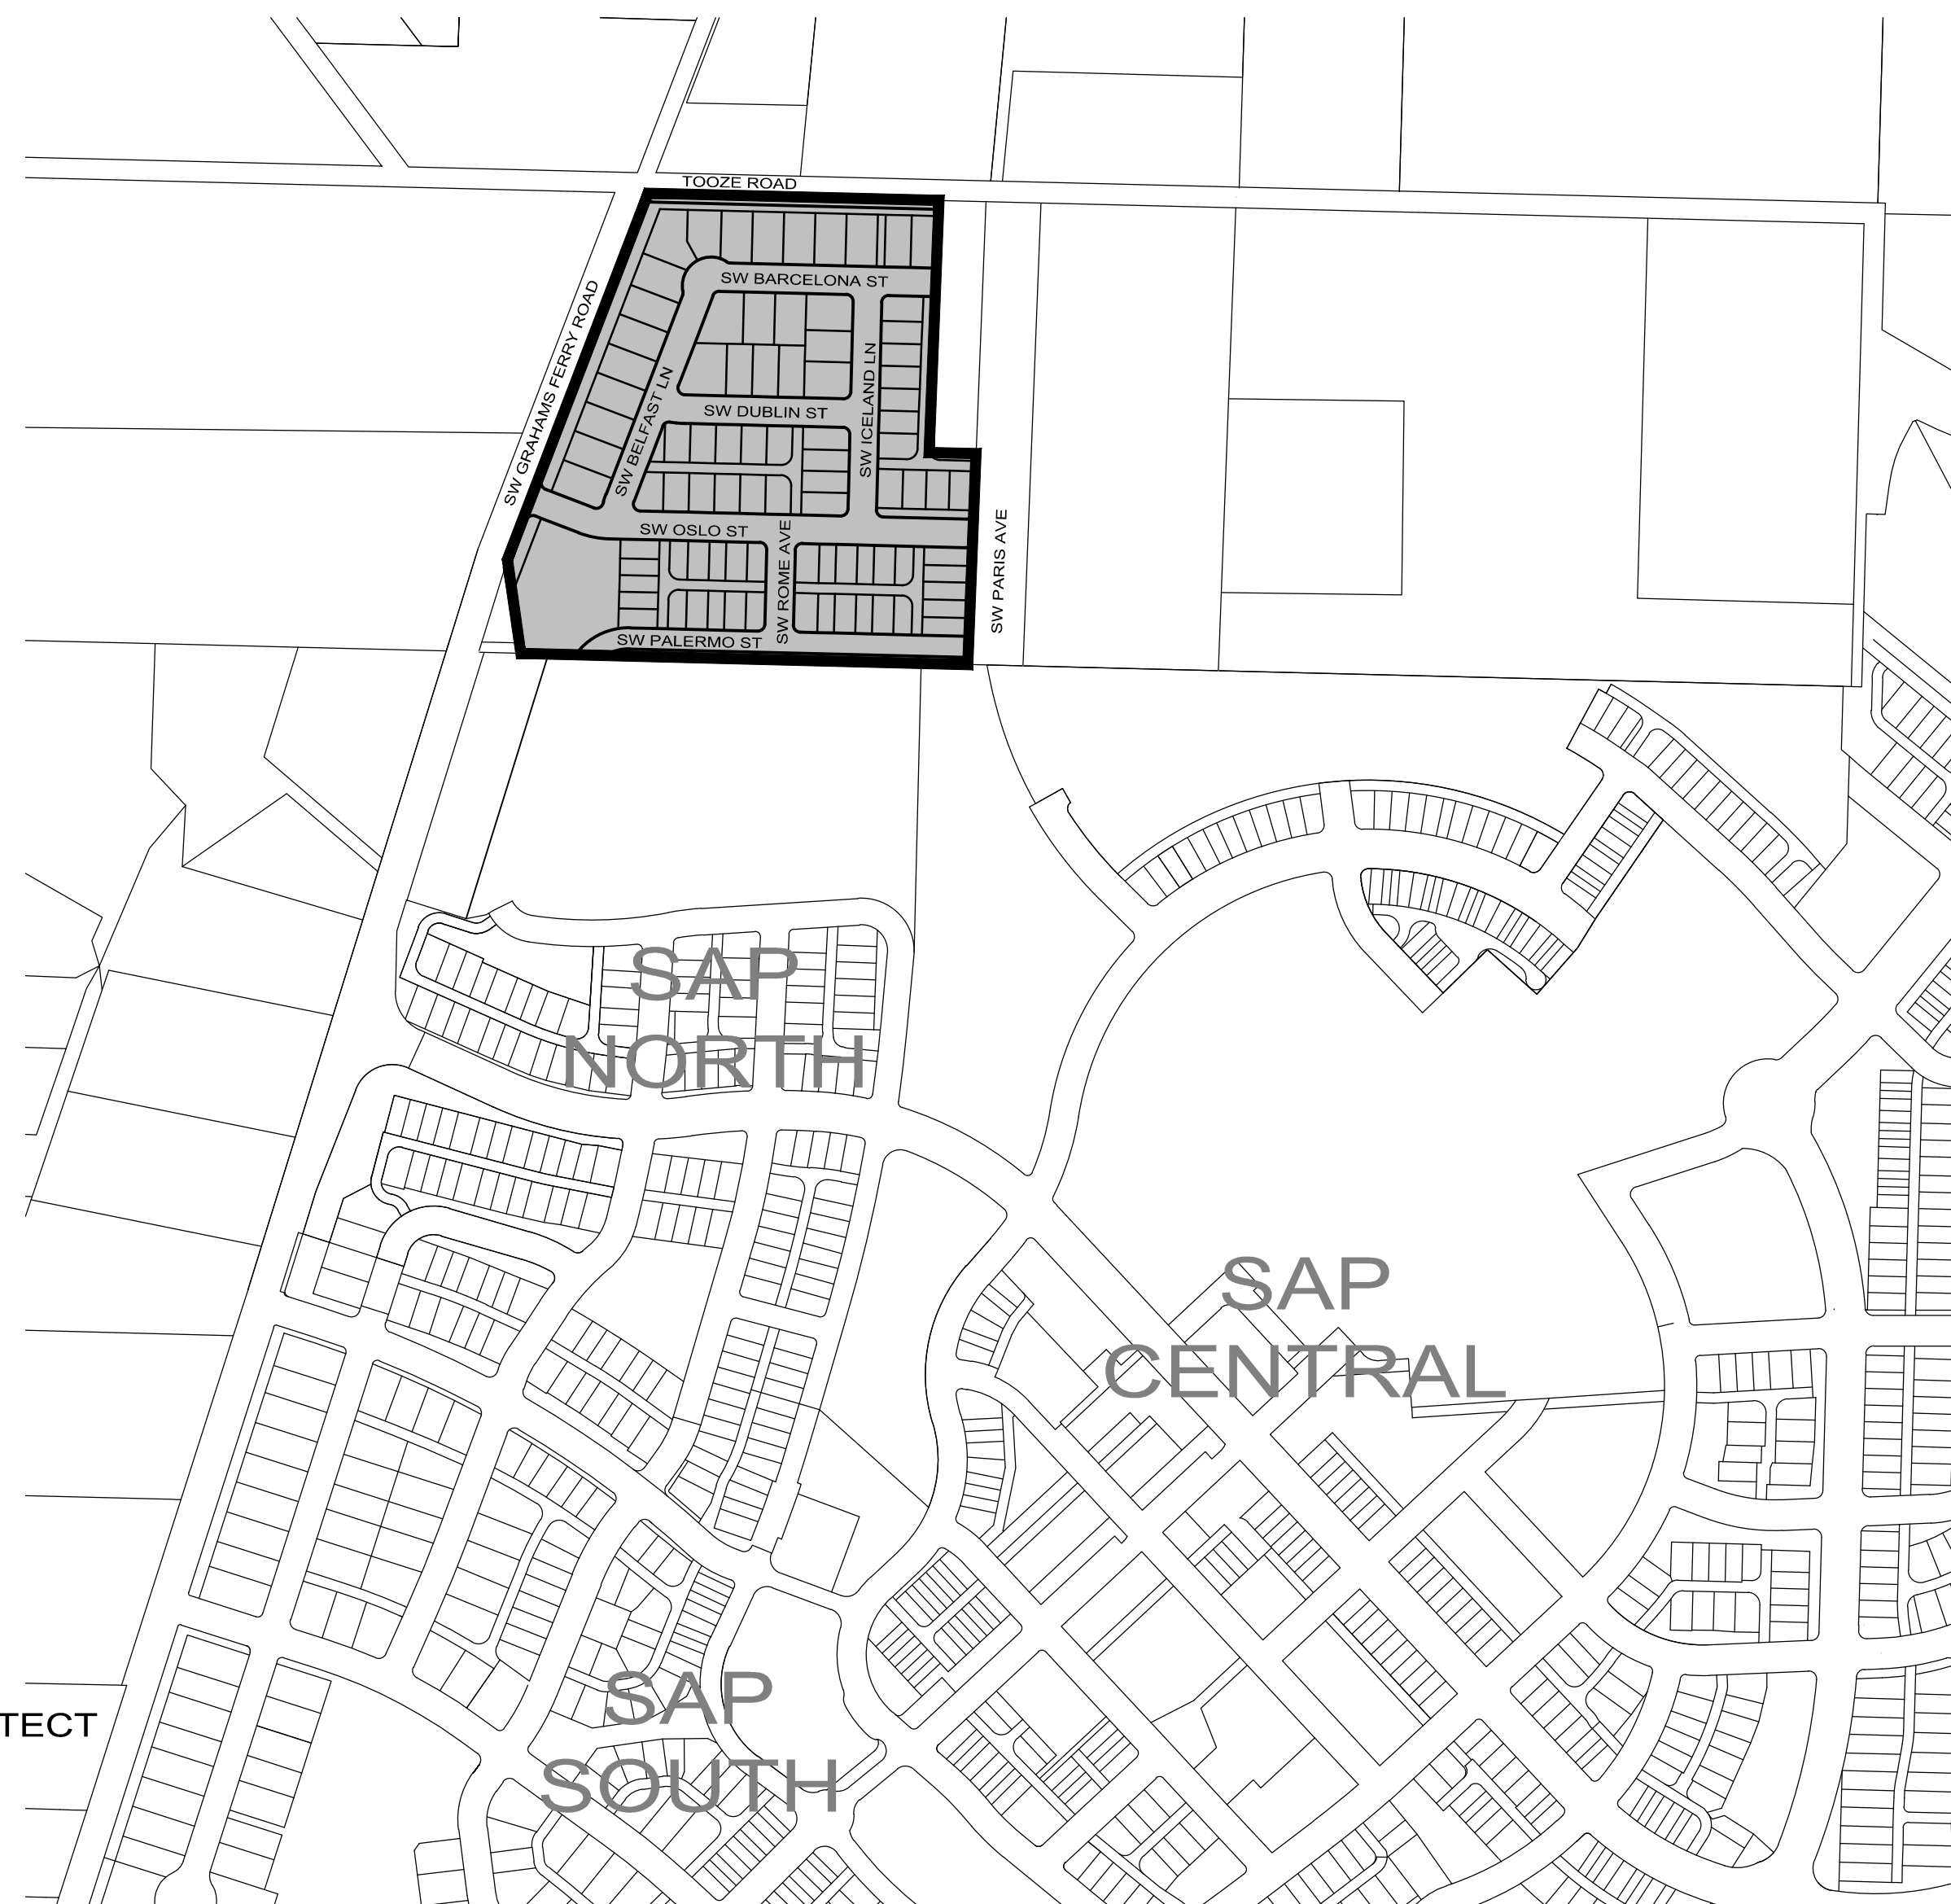 TOOZE ROAD
SW BARCELONA ST
SW GRAHAMS FERRY ROAD
SW BELFAST LN
SW ICELAND LN
SW DUBLIN ST
SW OSLO ST
SW ROME AVE
SW PARIS AVE
SW PALERMO ST
SAP
NORTH
SAP
CENTRAL
SAP
SOUTH
TECT